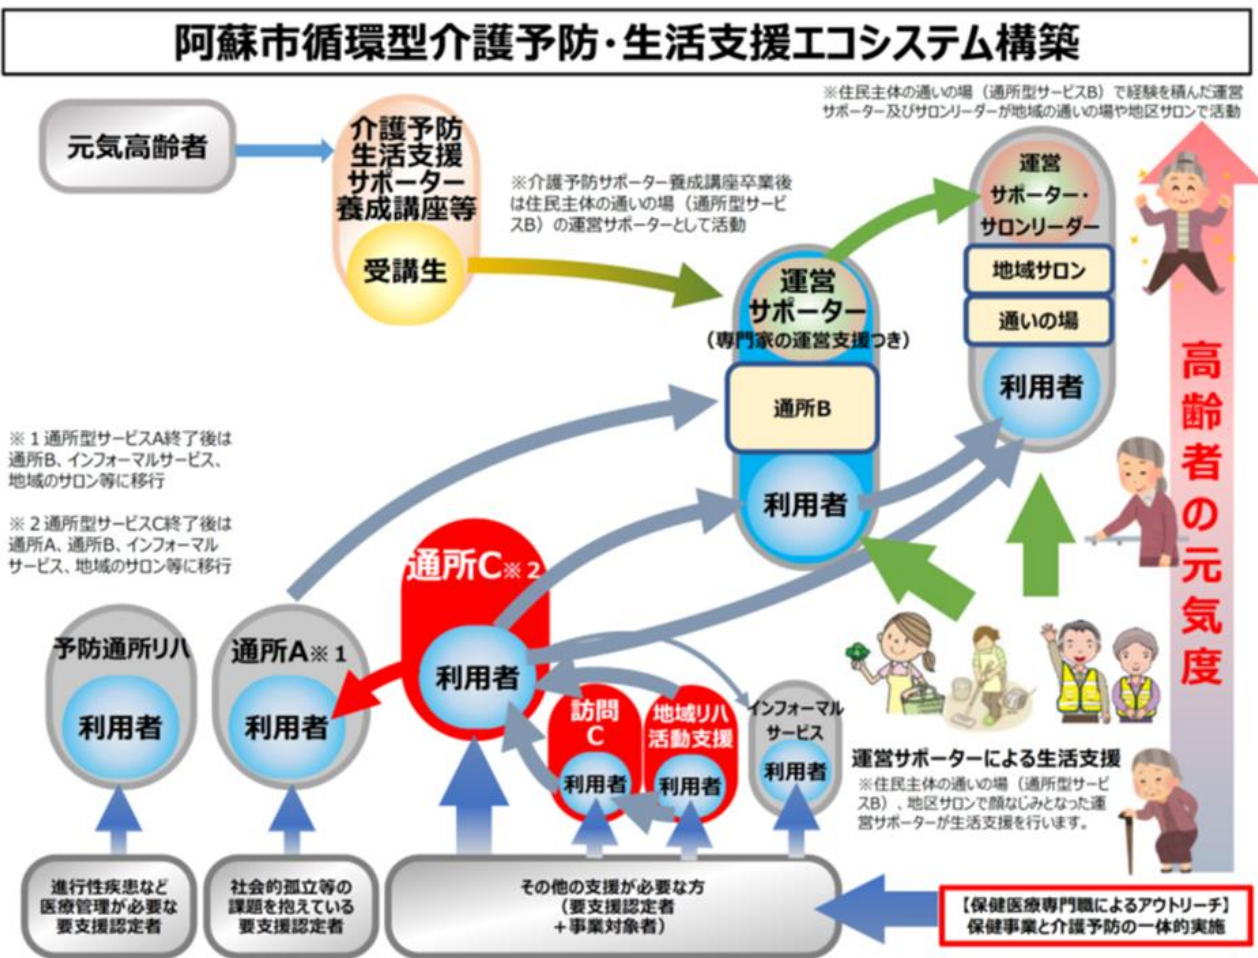 阿蘇市循環型介護予防・生活支援エコシステム構築
※住民主体の通いの場（通所型サービスB）で経験を積んだ運営
サポーター及びサロンリーダーが地域の通いの場や地区サロンで活動
元気高齢者
介護予防
生活支援
サポーター
養成講座等
受講生
※介護予防サポーター養成講座卒業後
は住民主体の通いの場（通所型サービ
スB）の運営サポーターとして活動
運営
サポーター・
サロンリーダー
地域サロン
通いの場
利用者
運営
サポーター
（専門家の運営支援つき）
通所B
利用者
高齢者の元気度
※１通所型サービスA終了後は
通所B、インフォーマルサービス、
地域のサロン等に移行
※２通所型サービスC終了後は
通所A、通所B、インフォーマル
サービス、地域のサロン等に移行
予防通所リハ
利用者
通所A※１
利用者
通所C※２
利用者
訪問
C
利用者
地域リハ
活動支援
利用者
インフォーマル
サービス
利用者
運営サポーターによる生活支援
※住民主体の通いの場（通所型サービ
スB）、地区サロンで顔なじみとなった運
営サポーターが生活支援を行います。
進行性疾患など
医療管理が必要な
要支援認定者
社会的孤立等の
課題を抱えている
要支援認定者
その他の支援が必要な方
（要支援認定者
＋事業対象者）
【保健医療専門職によるアウトリーチ】
保健事業と介護予防の一体的実施